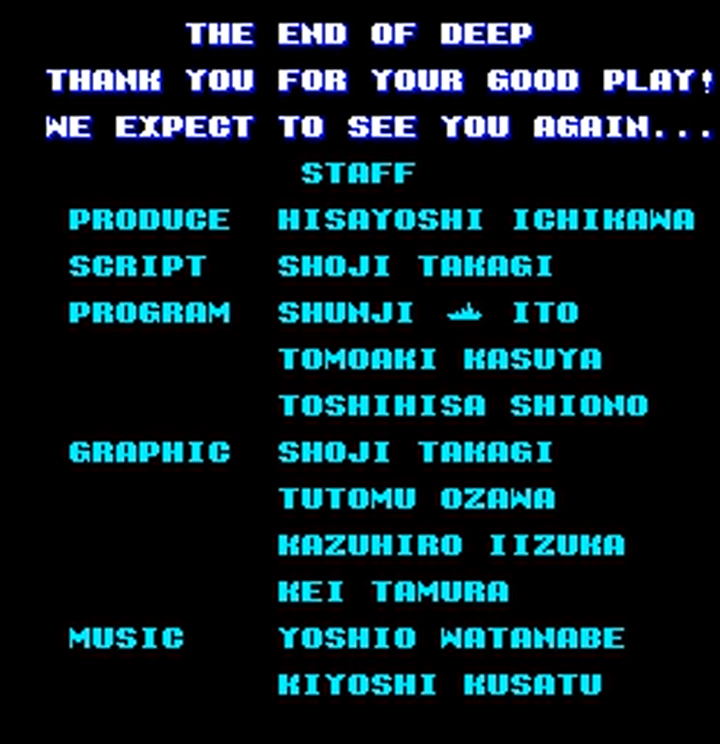 THE END OF DEEP
THANK YOU FOR YOUR GOOD PLAY!
WE EXPECT TO SEE YOU AGAIN...
STAFF
PRODUCE HISAYOSHI ICHIKAWA
SCRIPT SHOJI TAKAGI
PROGRAM SHUNJI ITO
TOMOAKI KASUYA
TOSHIHISA SHIONO
GRAPHIC SHOJI TAKAGI
TUTOMU OZAWA
KAZUHIRO IIZUKA
KEI TAMURA
MUSIC YOSHIO WATANABE
KIYOSHI KUSATU